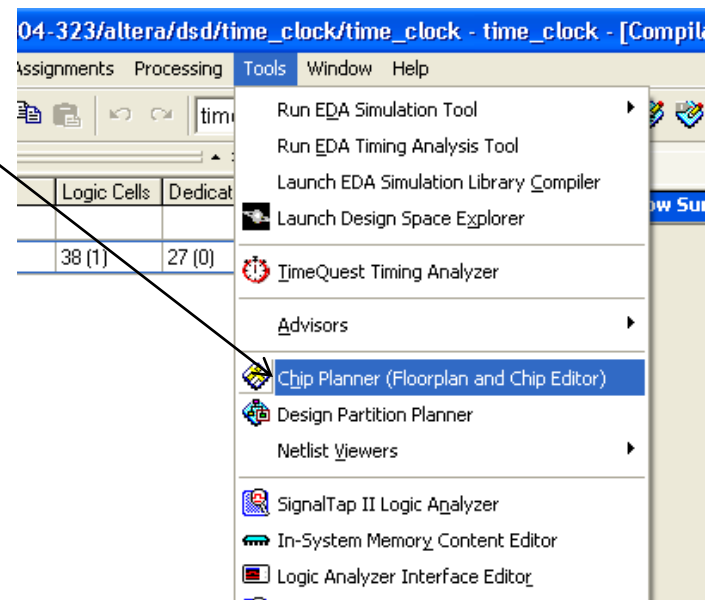 04-323/altera/dsd/time_clock/time_clock - time_clock - [Compila
Assignments Processing Tools Window Help
tim
Run EDA Simulation Tool
Run EDA Timing Analysis Tool
Launch EDA Simulation Library Compiler
Logic Cells Dedicat
ow Sur
Launch Design Space Explorer
38 (1) 27 (0)
TimeQuest Timing Analyzer
Advisors
Chip Planner (Floorplan and Chip Editor)
Design Partition Planner
Netlist Viewers
SignalTap II Logic Analyzer
In-System Memory Content Editor
Logic Analyzer Interface Editor